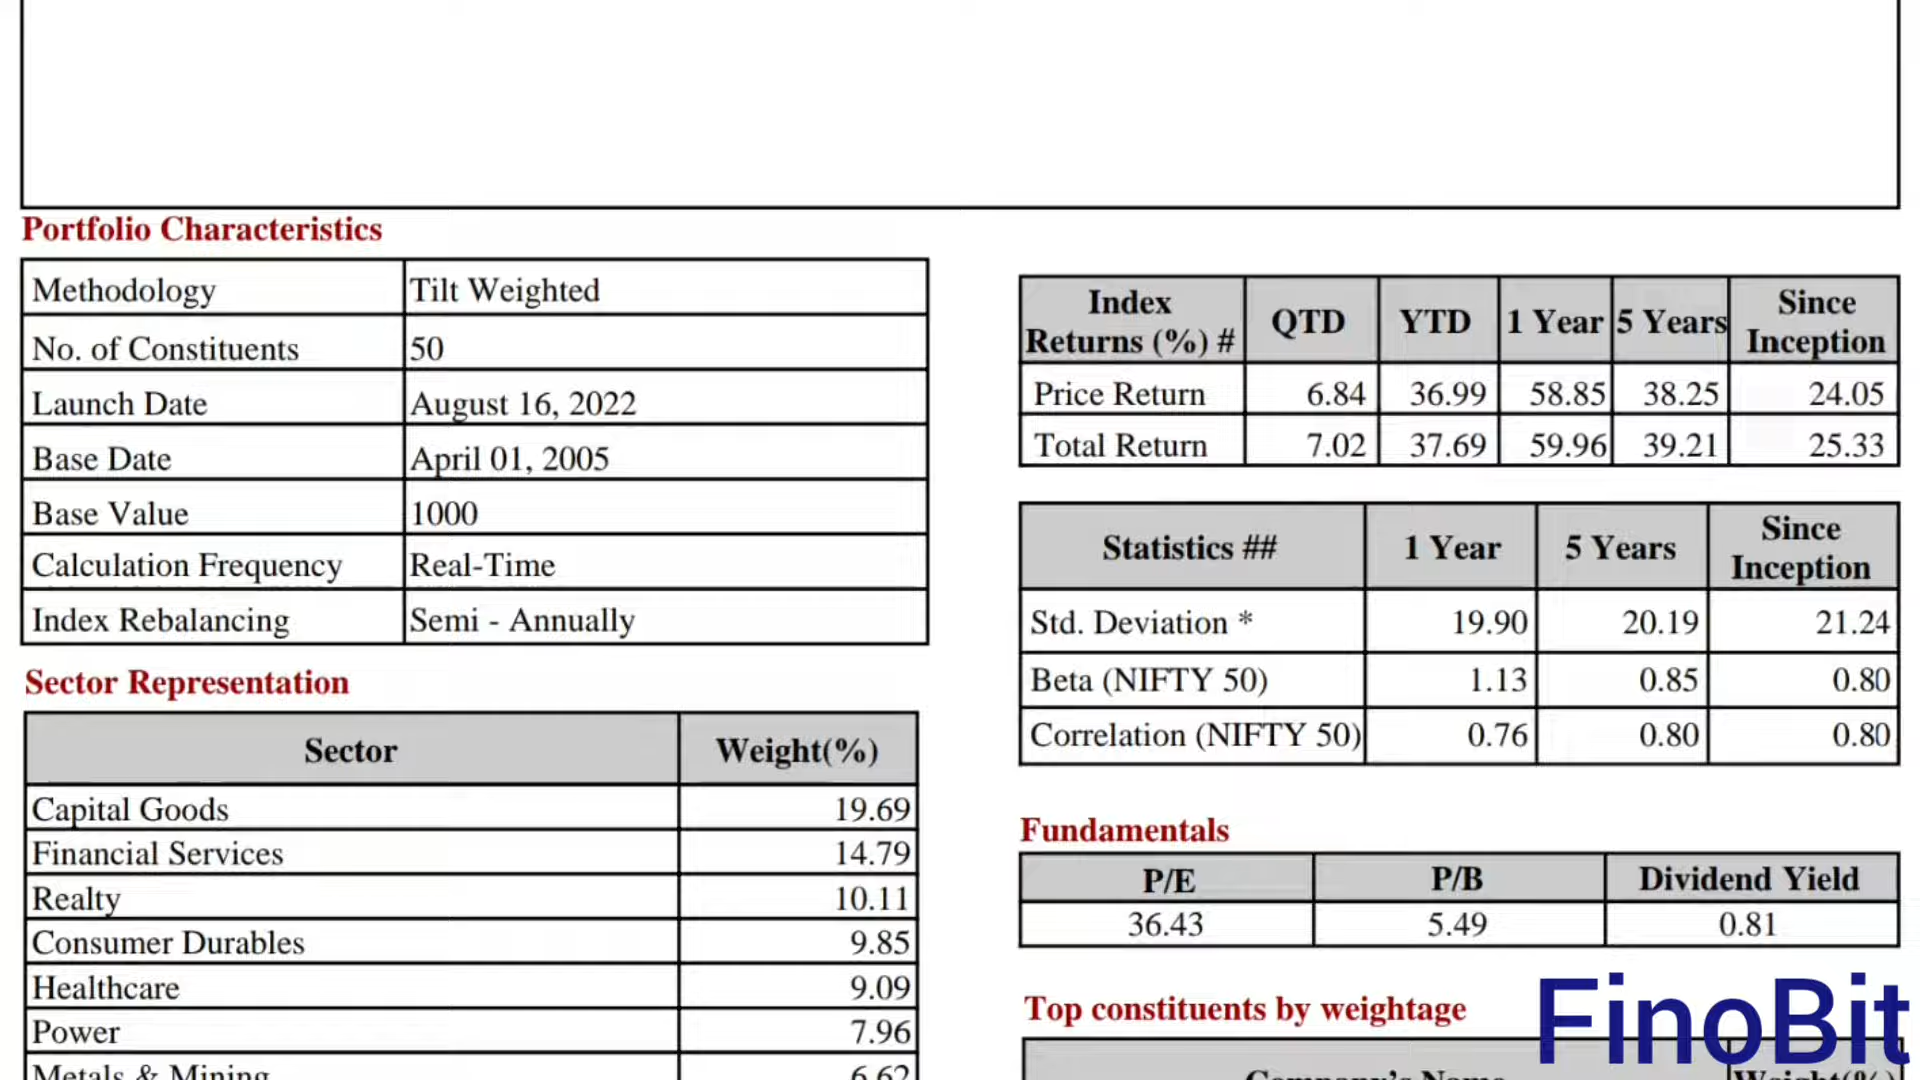 Portfolio Characteristics
Methodology Tilt Weighted
No. of Constituents 50
Launch Date August 16, 2022
Base Date April 01, 2005
Base Value 1000
Calculation Frequency Real-Time
Index Rebalancing Semi - Annually
Sector Representation
Sector Weight(%)
Capital Goods 19.69
Financial Services 14.79
Realty 10.11
Consumer Durables 9.85
Healthcare 9.09
Power 7.96
Metals & Mining 6.62
Index Returns (%) # QTD YTD 1 Year 5 Years Since Inception
Price Return 6.84 36.99 58.85 38.25 24.05
Total Return 7.02 37.69 59.96 39.21 25.33
Statistics ## 1 Year 5 Years Since Inception
Std. Deviation * 19.90 20.19 21.24
Beta (NIFTY 50) 1.13 0.85 0.80
Correlation (NIFTY 50) 0.76 0.80 0.80
Fundamentals
P/E P/B Dividend Yield
36.43 5.49 0.81
Top constituents by weightage
Company's Name Weight(%)
FinoBit